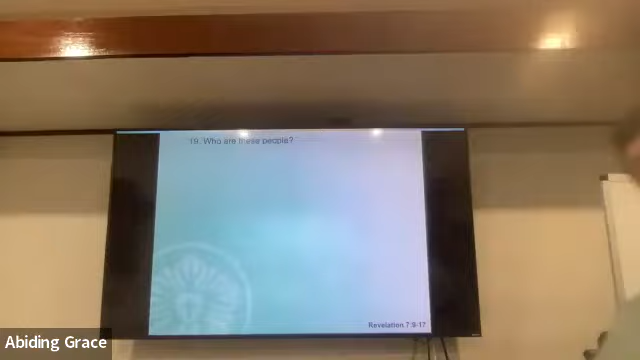 19. Who are these people?
Revelation 7:9-17
Abiding Grace